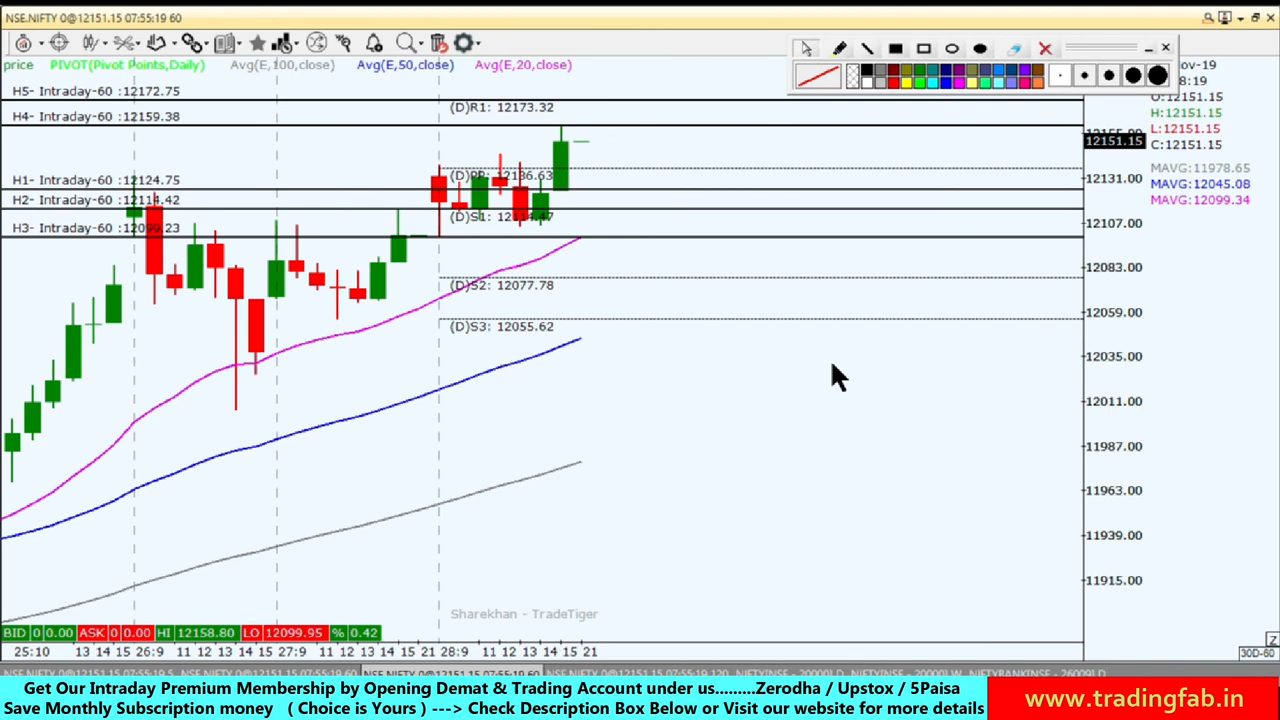 NSE.NIFTY 0@12151.15 07:55:19 60
price PIVOT(Pivot Points,Daily) Avg(E,100,close) Avg(E,50,close) Avg(E,20,close)
H5- Intraday-60 :12172.75
(D)R1: 12173.32
H4- Intraday-60 :12159.38
O:12151.15
H:12151.15
L:12151.15
C:12151.15
12151.15
MAVG:11978.65
MAVG:12045.08
MAVG:12099.34
H1- Intraday-60 :12124.75
12136.63
12131.00
H2- Intraday-60 :12114.42
(D)S1: 12114.47
12107.00
H3- Intraday-60 :12099.23
12083.00
(D)S2: 12077.78
12059.00
(D)S3: 12055.62
12035.00
12011.00
11987.00
11963.00
11939.00
11915.00
Sharekhan - TradeTiger
BID 0 0.00 ASK 0 0.00 HI 12158.80 LO 12099.95 % 0.42
25:10 13 14 15 26:9 11 12 13 14 15 27:9 11 12 13 14 15 21 28:9 11 12 13 14 15 21
30D-60
Get Our Intraday Premium Membership by Opening Demat & Trading Account under us.........Zerodha / Upstox / 5Paisa
Save Monthly Subscription money ( Choice is Yours ) ---> Check Description Box Below or Visit our website for more details
www.tradingfab.in